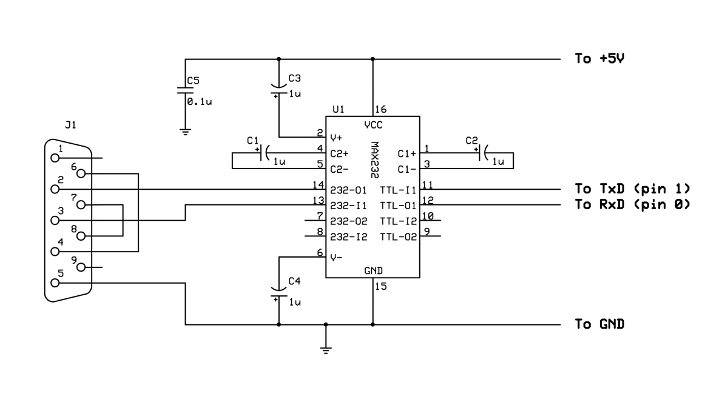 To +5V
C5
0.1u
C3
+
1u
U1
16
VCC
MAX232
J1
1
6
2
7
3
8
4
9
5
C1
+
1u
2 V+
4 C2+
5 C2-
C1+ 1
C1- 3
C2
+
1u
14 232-O1 TTL-I1 11 To TxD (pin 1)
13 232-I1 TTL-O1 12 To RxD (pin 0)
7 232-O2 TTL-I2 10
8 232-I2 TTL-O2 9
6 V-
GND
15
C4
+
1u
To GND